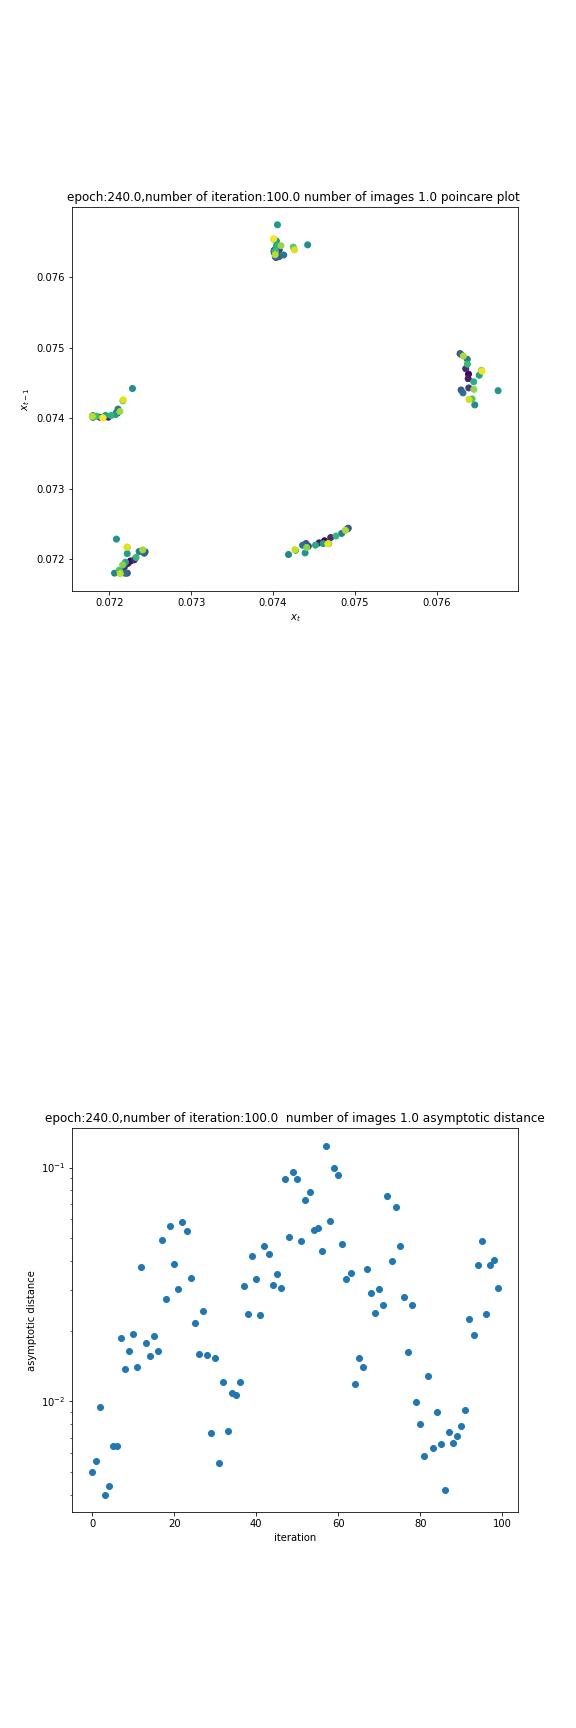 epoch:240.0,number of iteration:100.0 number of images 1.0 poincare plot
0.076
0.075
0.074
0.073
0.072
x_{t-1}
0.072 0.073 0.074 0.075 0.076
x_t
epoch:240.0,number of iteration:100.0  number of images 1.0 asymptotic distance
10^{-1}
10^{-2}
asymptotic distance
0 20 40 60 80 100
iteration